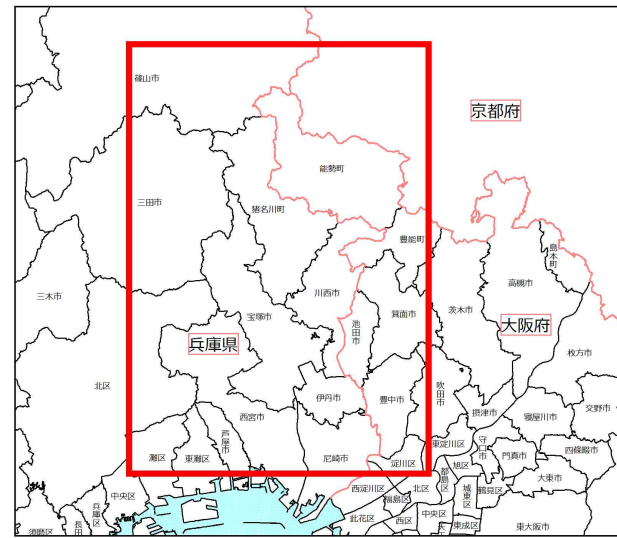 篠山市
京都府
能勢町
三田市
猪名川町
豊能町
島本町
高槻市
三木市
川西市
茨木市
宝塚市
箕面市
池田市
大阪府
兵庫県
枚方市
北区
吹田市
伊丹市
豊中市
摂津市
寝屋川市
交野市
西宮市
芦屋市
東淀川区
守口市
四條畷市
灘区
東灘区
尼崎市
淀川区
都島区
旭区
門真市
大東市
中央区
西淀川区
北区
城東区
鶴見区
兵庫区
福島区
中央区
此花区
西区
東成区
東大阪市
須磨区
長田